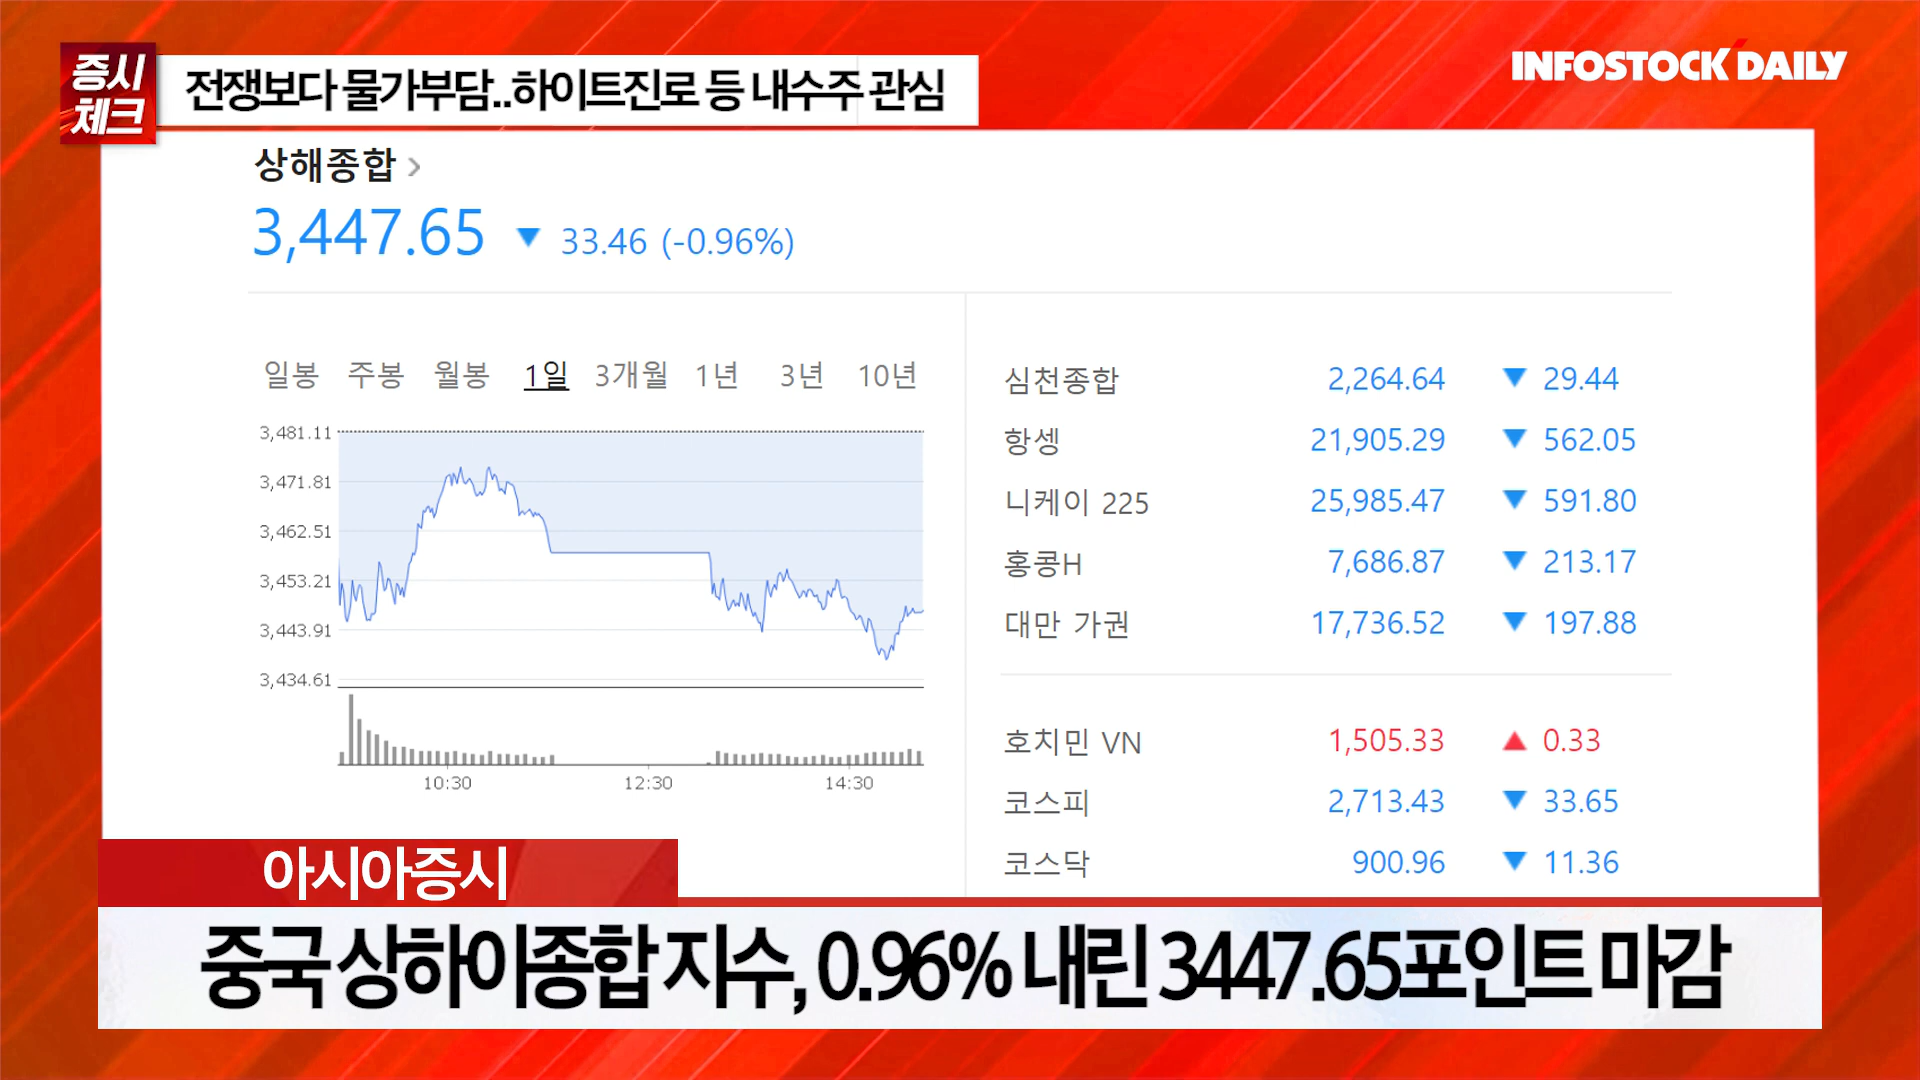 증시
체크
전쟁보다 물가부담..하이트진로 등 내수주 관심
INFOSTOCK DAILY
상해종합 >
3,447.65 ▼ 33.46 (-0.96%)
일봉 주봉 월봉 1일 3개월 1년 3년 10년
3,481.11
3,471.81
3,462.51
3,453.21
3,443.91
3,434.61
10:30 12:30 14:30
심천종합 2,264.64 ▼ 29.44
항셍 21,905.29 ▼ 562.05
니케이 225 25,985.47 ▼ 591.80
홍콩H 7,686.87 ▼ 213.17
대만 가권 17,736.52 ▼ 197.88
호치민 VN 1,505.33 ▲ 0.33
코스피 2,713.43 ▼ 33.65
코스닥 900.96 ▼ 11.36
아시아증시
중국 상하이종합 지수, 0.96% 내린 3447.65포인트 마감